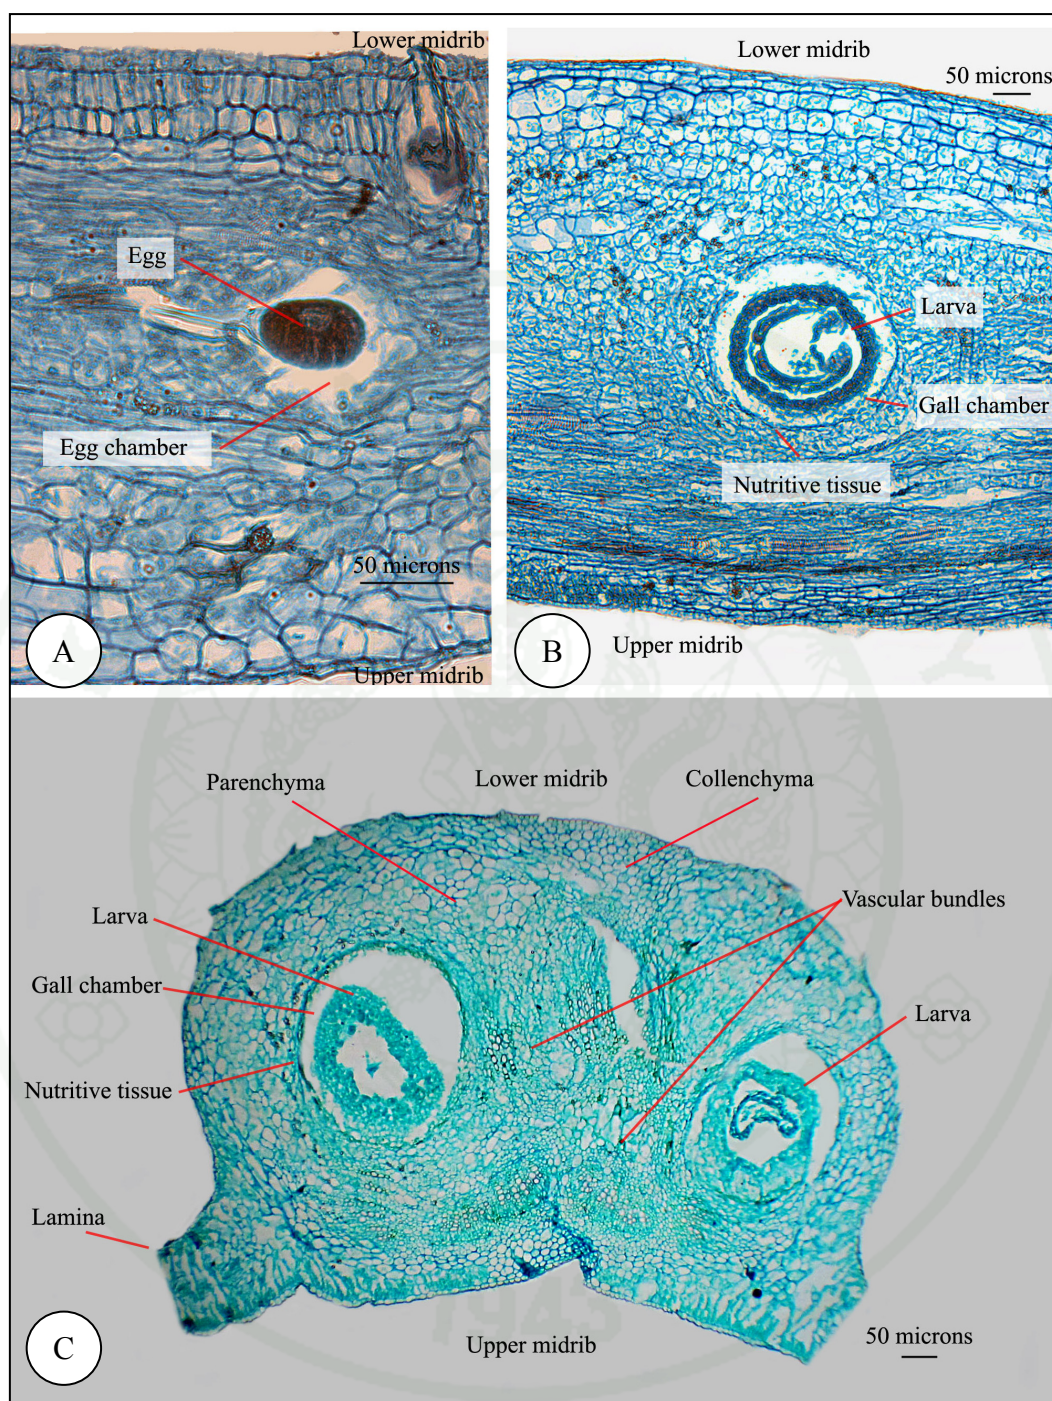 Lower midrib
Egg
Egg chamber
50 microns
A
Upper midrib
Lower midrib
50 microns
Larva
Gall chamber
Nutritive tissue
B
Upper midrib
Parenchyma
Lower midrib
Collenchyma
Larva
Vascular bundles
Gall chamber
Larva
Nutritive tissue
Lamina
1943
50 microns
C
Upper midrib